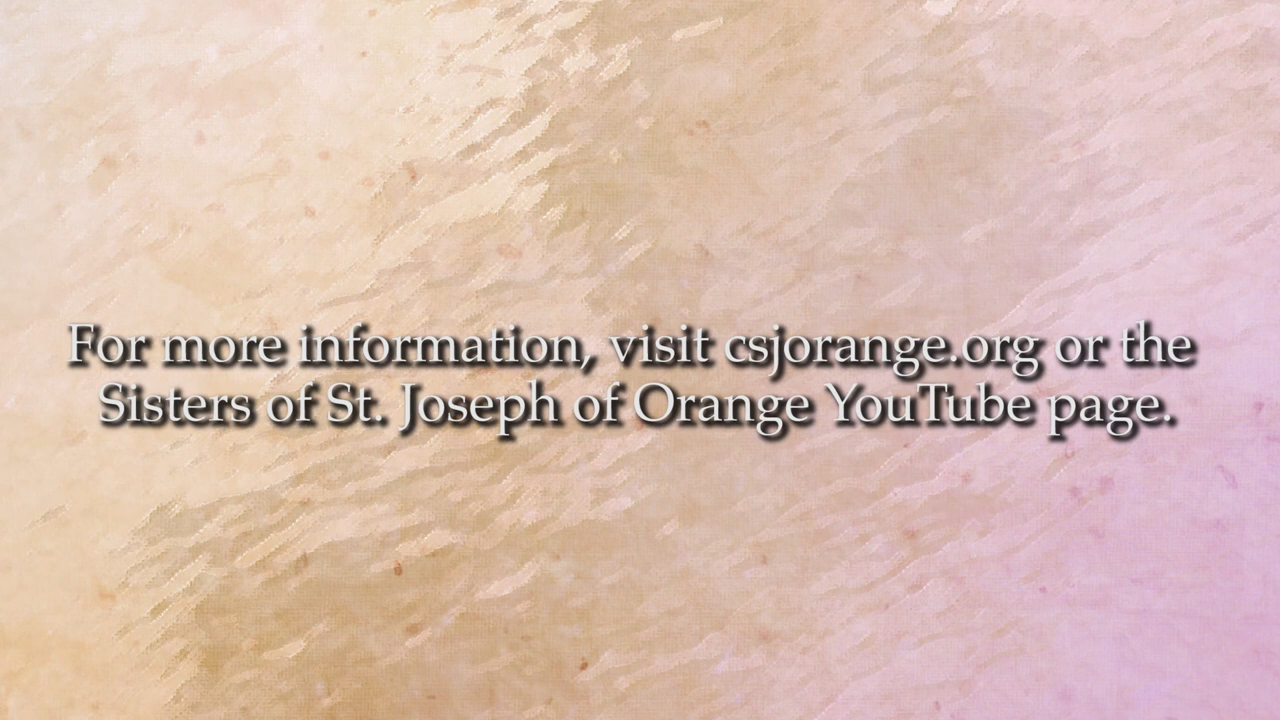 For more information, visit csjorange.org or the
Sisters of St. Joseph of Orange YouTube page.